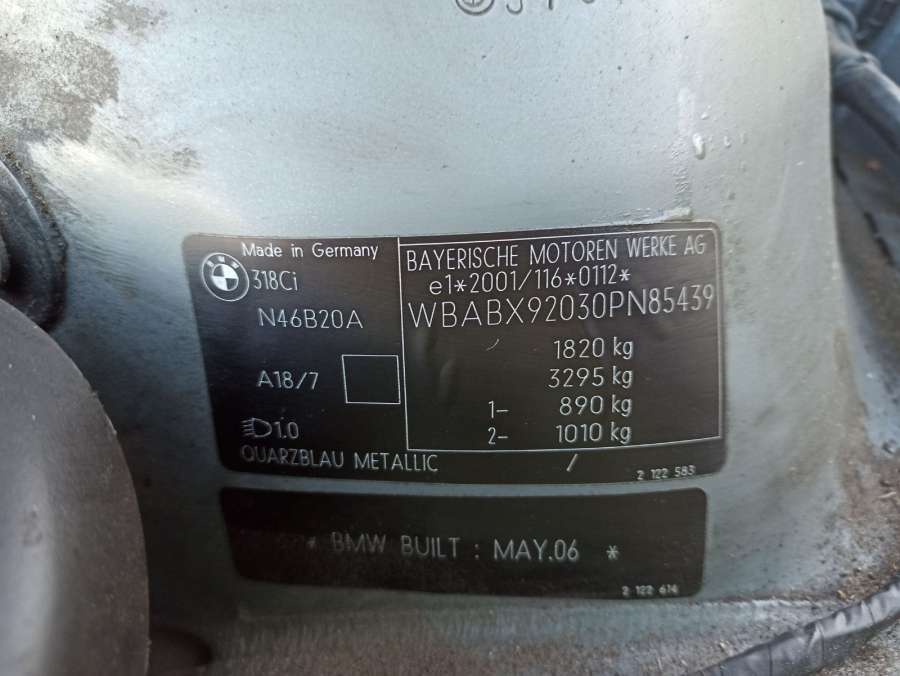 Made in Germany
BMW
318Ci
N46B20A
A18/7
1.0
QUARZBLAU METALLIC
BAYERISCHE MOTOREN WERKE AG
e1*2001/116*0112*
WBABX92030PN85439
1820 kg
3295 kg
1- 890 kg
2- 1010 kg
/
2 122 583
* BMW BUILT : MAY.06 *
2 122 614